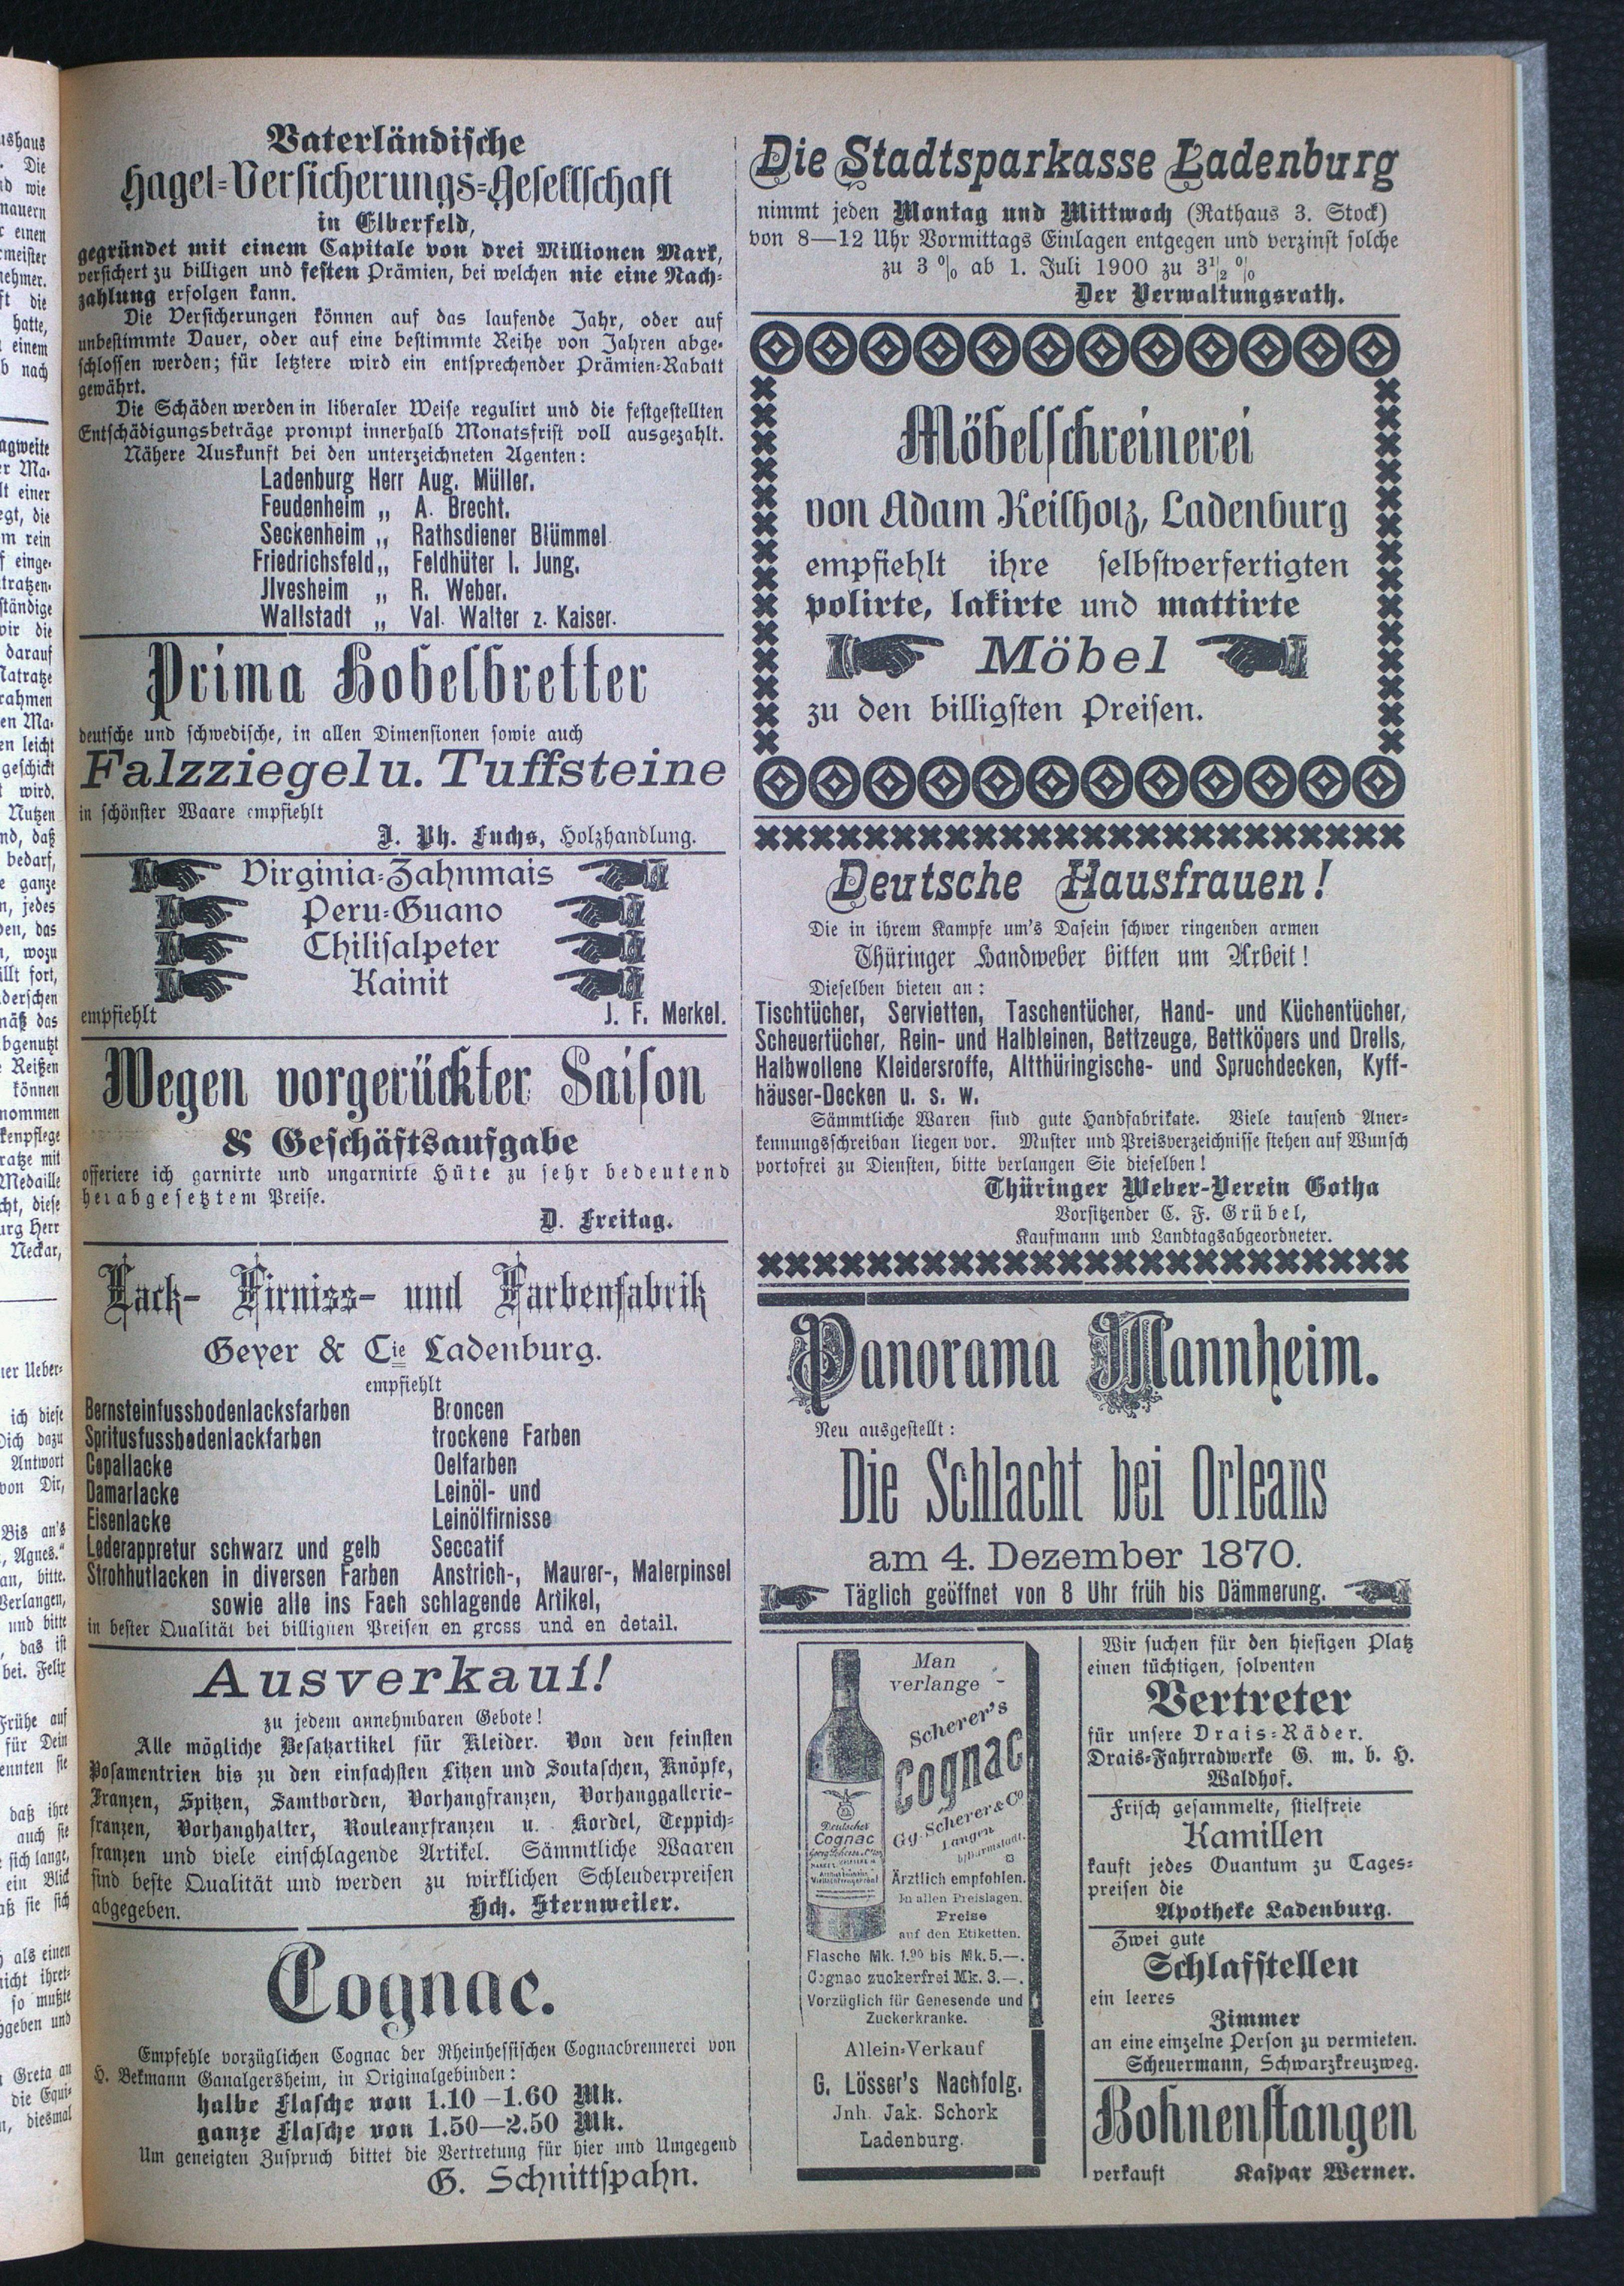 Vaterländische
Hagel-Versicherungs-Gesellschaft
in Elberfeld,
gegründet mit einem Capitale von drei Millionen Mark,
versichert zu billigen und festen Prämien, bei welchen nie eine Nach-
zahlung erfolgen kann.
Die Versicherungen können auf das laufende Jahr, oder auf
unbestimmte Dauer, oder auf eine bestimmte Reihe von Jahren abge-
schlossen werden; für letztere wird ein entsprechender Prämien-Rabatt
gewährt.
Die Schäden werden in liberaler Weise regulirt und die festgestellten
Entschädigungsbeträge prompt innerhalb Monatsfrist voll ausgezahlt.
Nähere Auskunft bei den unterzeichneten Agenten:
Ladenburg Herr Aug. Müller.
Feudenheim „ A. Brecht.
Seckenheim „ Rathsdiener Blümmel
Friedrichsfeld „ Feldhüter I. Jung.
Jlvesheim „ R. Weber.
Wallstadt „ Val. Walter z. Kaiser.
Prima Hobelbretter
deutsche und schwedische, in allen Dimensionen sowie auch
Falzziegel u. Tuffsteine
in schönster Waare empfiehlt
J. Ph. Fuchs, Holzhandlung.
Virginia-Zahnmais
Peru-Guano
Chilisalpeter
Kainit
empfiehlt J. F. Merkel.
Wegen vorgerückter Saison
& Geschäftsaufgabe
offeriere ich garnirte und ungarnirte Hüte zu sehr bedeutend
herabgesetztem Preise.
D. Freitag.
Lack- Firniss- und Farbenfabrik
Geyer & Cie Ladenburg.
empfiehlt
Bernsteinfussbodenlacksfarben Broncen
Spritusfussbodenlackfarben trockene Farben
Copallacke Oelfarben
Damarlacke Leinöl- und
Eisenlacke Leinölfirnisse
Lederappretur schwarz und gelb Seccatif
Strohhutlacken in diversen Farben Anstrich-, Maurer-, Malerpinsel
sowie alle ins Fach schlagende Artikel,
in bester Qualität bei billigsten Preisen en gross und en detail.
Ausverkauf!
zu jedem annehmbaren Gebote!
Alle mögliche Besatzartikel für Kleider. Von den feinsten
Posamentrien bis zu den einfachsten Litzen und Soutaschen, Knöpfe,
Franzen, Spitzen, Samtborden, Vorhangfranzen, Vorhanggallerie-
franzen, Vorhanghalter, Rouleauxfranzen u. Kordel, Teppich-
franzen und viele einschlagende Artikel. Sämmtliche Waaren
sind beste Qualität und werden zu wirklichen Schleuderpreisen
abgegeben. Hch. Sternweiler.
Cognac.
Empfehle vorzüglichen Cognac der Rheinhessischen Cognacbrennerei von
H. Bekmann Ganalgersheim, in Originalgebinden:
halbe Flasche von 1.10—1.60 Mk.
ganze Flasche von 1.50—2.50 Mk.
Um geneigten Zuspruch bittet die Vertretung für hier und Umgegend
G. Schnittspahn.
Die Stadtsparkasse Ladenburg
nimmt jeden Montag und Mittwoch (Rathaus 3. Stock)
von 8—12 Uhr Vormittags Einlagen entgegen und verzinst solche
zu 3 % ab 1. Juli 1900 zu 3½ %
Der Verwaltungsrath.
Möbelschreinerei
von Adam Keilholz, Ladenburg
empfiehlt ihre selbstverfertigten
polirte, lakirte und mattirte
Möbel
zu den billigsten Preisen.
Deutsche Hausfrauen!
Die in ihrem Kampfe um's Dasein schwer ringenden armen
Thüringer Handweber bitten um Arbeit!
Dieselben bieten an:
Tischtücher, Servietten, Taschentücher, Hand- und Küchentücher,
Scheuertücher, Rein- und Halbleinen, Bettzeuge, Bettköpers und Drells,
Halbwollene Kleidersroffe, Altthüringische- und Spruchdecken, Kyff-
häuser-Decken u. s. w.
Sämmtliche Waren sind gute Handfabrikate. Viele tausend Aner-
kennungsschreiban liegen vor. Muster und Preisverzeichnisse stehen auf Wunsch
portofrei zu Diensten, bitte verlangen Sie dieselben!
Thüringer Weber-Verein Gotha
Vorsitzender C. F. Grübel,
Kaufmann und Landtagsabgeordneter.
Panorama Mannheim.
Neu ausgestellt:
Die Schlacht bei Orleans
am 4. Dezember 1870.
Täglich geöffnet von 8 Uhr früh bis Dämmerung.
Man
verlange
Scherer's
Cognac
Gg. Scherer & Co
Langen
b/Darmstadt.
Deutscher
Cognac
Ärztlich empfohlen.
In allen Preislagen.
Preise
auf den Etiketten.
Flasche Mk. 1.90 bis Mk. 5.—.
Cognac zuckerfrei Mk. 3.—.
Vorzüglich für Genesende und
Zuckerkranke.
Allein-Verkauf
G. Lösser's Nachfolg.
Jnh. Jak. Schork
Ladenburg.
Wir suchen für den hiesigen Platz
einen tüchtigen, solventen
Vertreter
für unsere Drais-Räder.
Drais-Fahrradwerke G. m. b. H.
Waldhof.
Frisch gesammelte, stielfreie
Kamillen
kauft jedes Quantum zu Tages-
preisen die
Apotheke Ladenburg.
Zwei gute
Schlafstellen
ein leeres
Zimmer
an eine einzelne Person zu vermieten.
Scheuermann, Schwarzkreuzweg.
Bohnenstangen
verkauft Kaspar Werner.